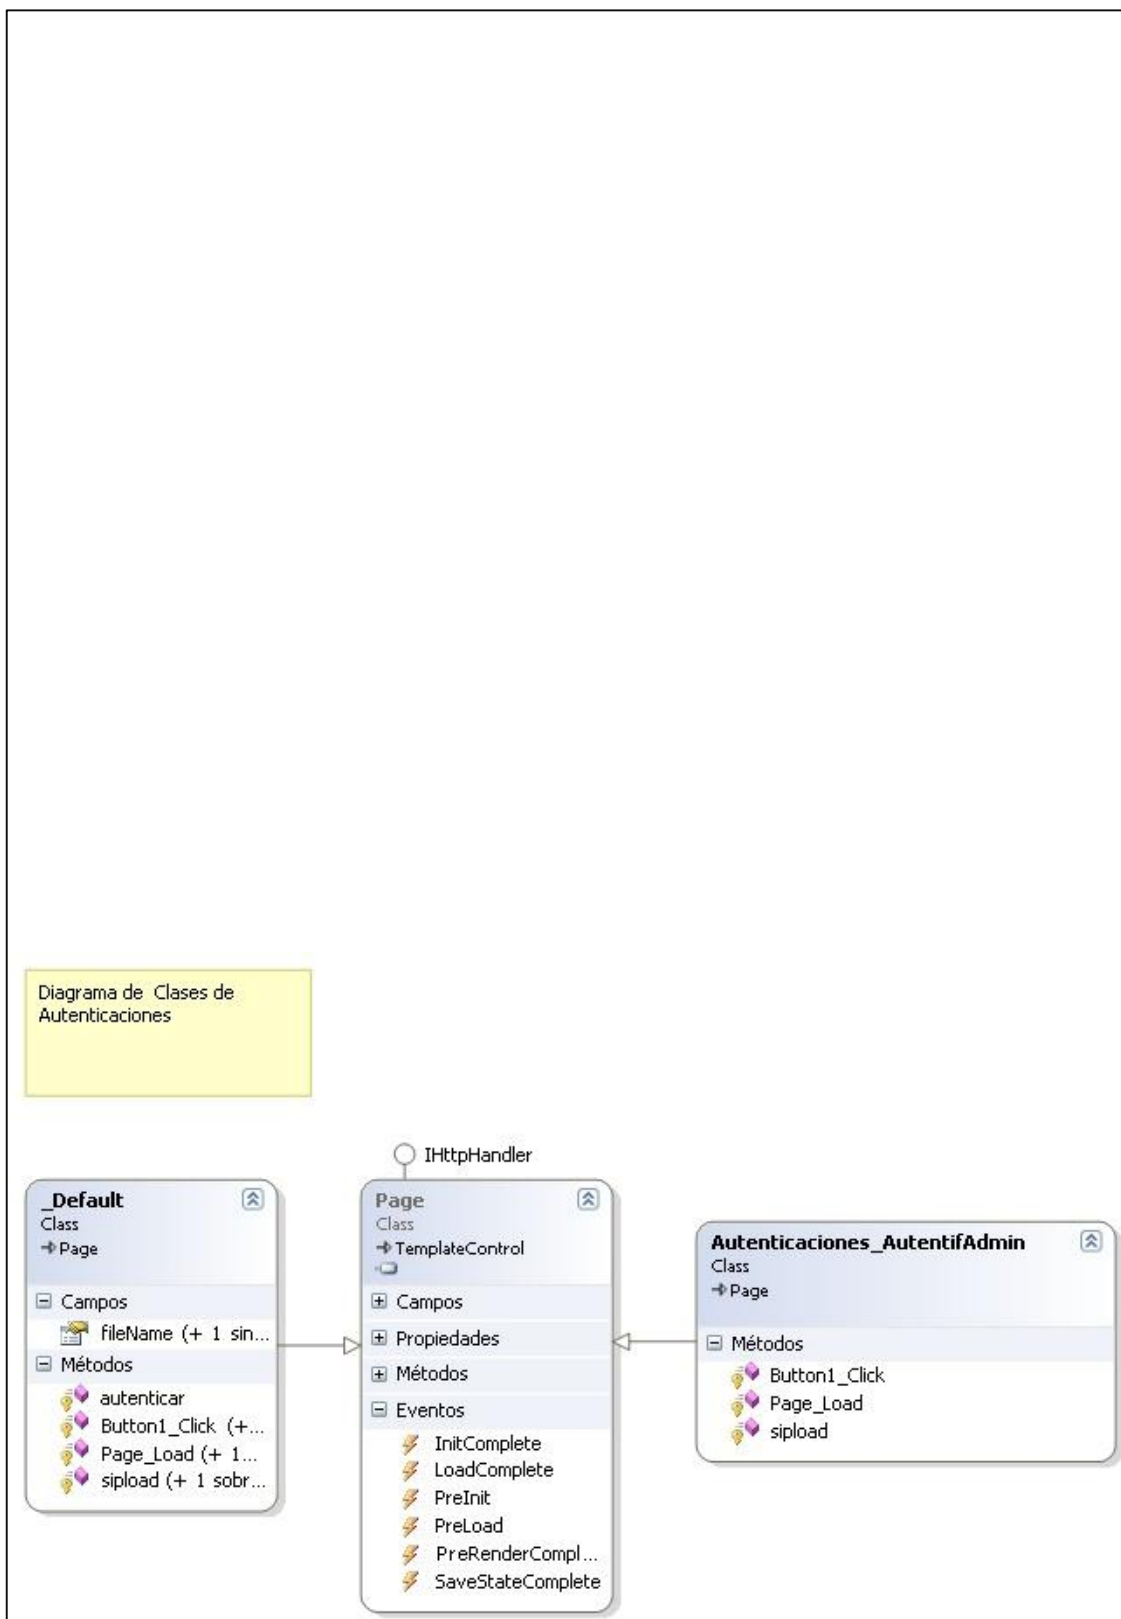 Diagrama de Clases de
Autenticaciones
IHttpHandler
_Default
Class
Page
Campos
fileName (+ 1 sin...
Métodos
autenticar
Button1_Click (+...
Page_Load (+ 1...
sipload (+ 1 sobr...
Page
Class
TemplateControl
Campos
Propiedades
Métodos
Eventos
InitComplete
LoadComplete
PreInit
PreLoad
PreRenderCompl...
SaveStateComplete
Autenticaciones_AutentifAdmin
Class
Page
Métodos
Button1_Click
Page_Load
sipload